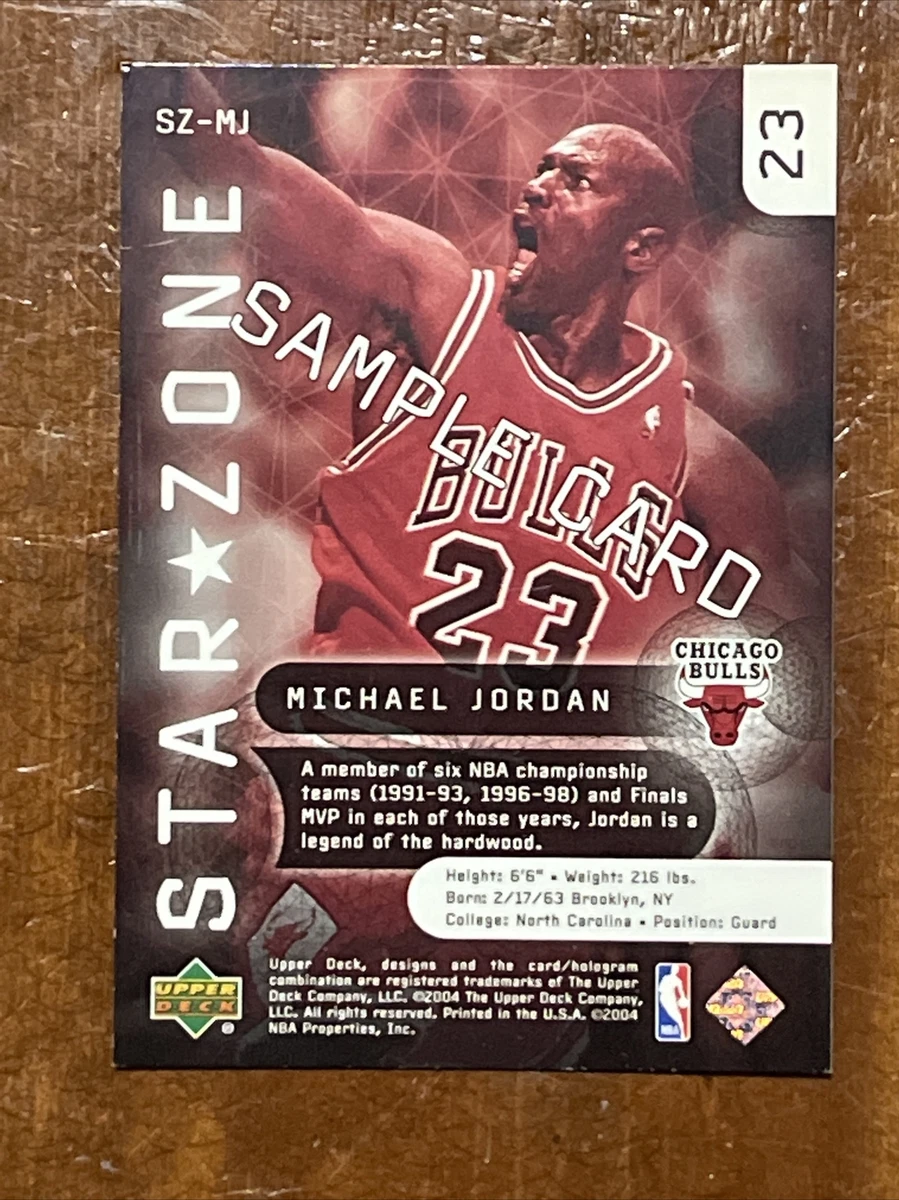 SZ-MJ
23
STAR★ZONE
SAMPLE CARD
BULLS
23
CHICAGO
BULLS
MICHAEL JORDAN
A member of six NBA championship
teams (1991-93, 1996-98) and Finals
MVP in each of those years, Jordan is a
legend of the hardwood.
Height: 6'6" ▪ Weight: 216 lbs.
Born: 2/17/63 Brooklyn, NY
College: North Carolina ▪ Position: Guard
Upper Deck, designs and the card/hologram
combination are registered trademarks of The Upper
Deck Company, LLC. ©2004 The Upper Deck Company,
LLC. All rights reserved. Printed in the U.S.A. ©2004
NBA Properties, Inc.
UPPER
DECK
®
NBA